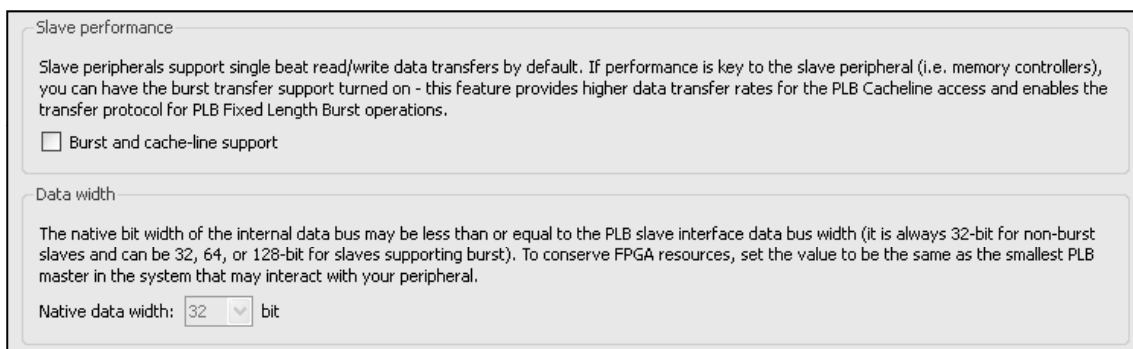 Slave performance
Slave peripherals support single beat read/write data transfers by default. If performance is key to the slave peripheral (i.e. memory controllers),
you can have the burst transfer support turned on - this feature provides higher data transfer rates for the PLB Cacheline access and enables the
transfer protocol for PLB Fixed Length Burst operations.
Burst and cache-line support
Data width
The native bit width of the internal data bus may be less than or equal to the PLB slave interface data bus width (it is always 32-bit for non-burst
slaves and can be 32, 64, or 128-bit for slaves supporting burst). To conserve FPGA resources, set the value to be the same as the smallest PLB
master in the system that may interact with your peripheral.
Native data width: 32 bit